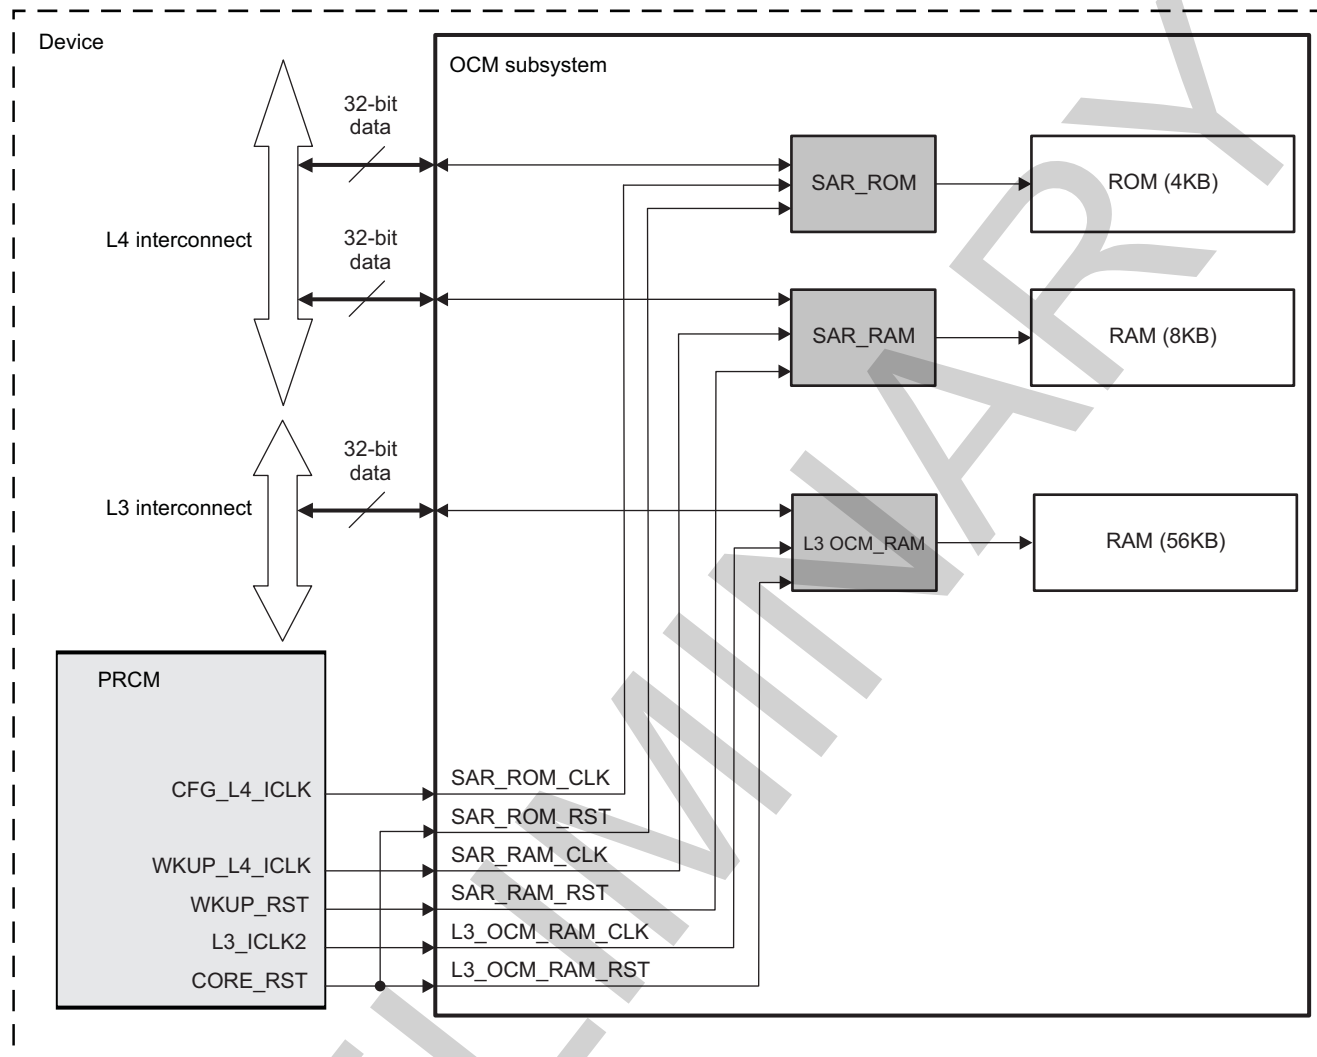 Device
OCM subsystem
32-bit
data
SAR_ROM
ROM (4KB)
L4 interconnect
32-bit
data
SAR_RAM
RAM (8KB)
32-bit
data
L3 interconnect
L3 OCM_RAM
RAM (56KB)
PRCM
CFG_L4_ICLK
SAR_ROM_CLK
SAR_ROM_RST
WKUP_L4_ICLK
SAR_RAM_CLK
WKUP_RST
SAR_RAM_RST
L3_ICLK2
L3_OCM_RAM_CLK
CORE_RST
L3_OCM_RAM_RST
LIMINARY